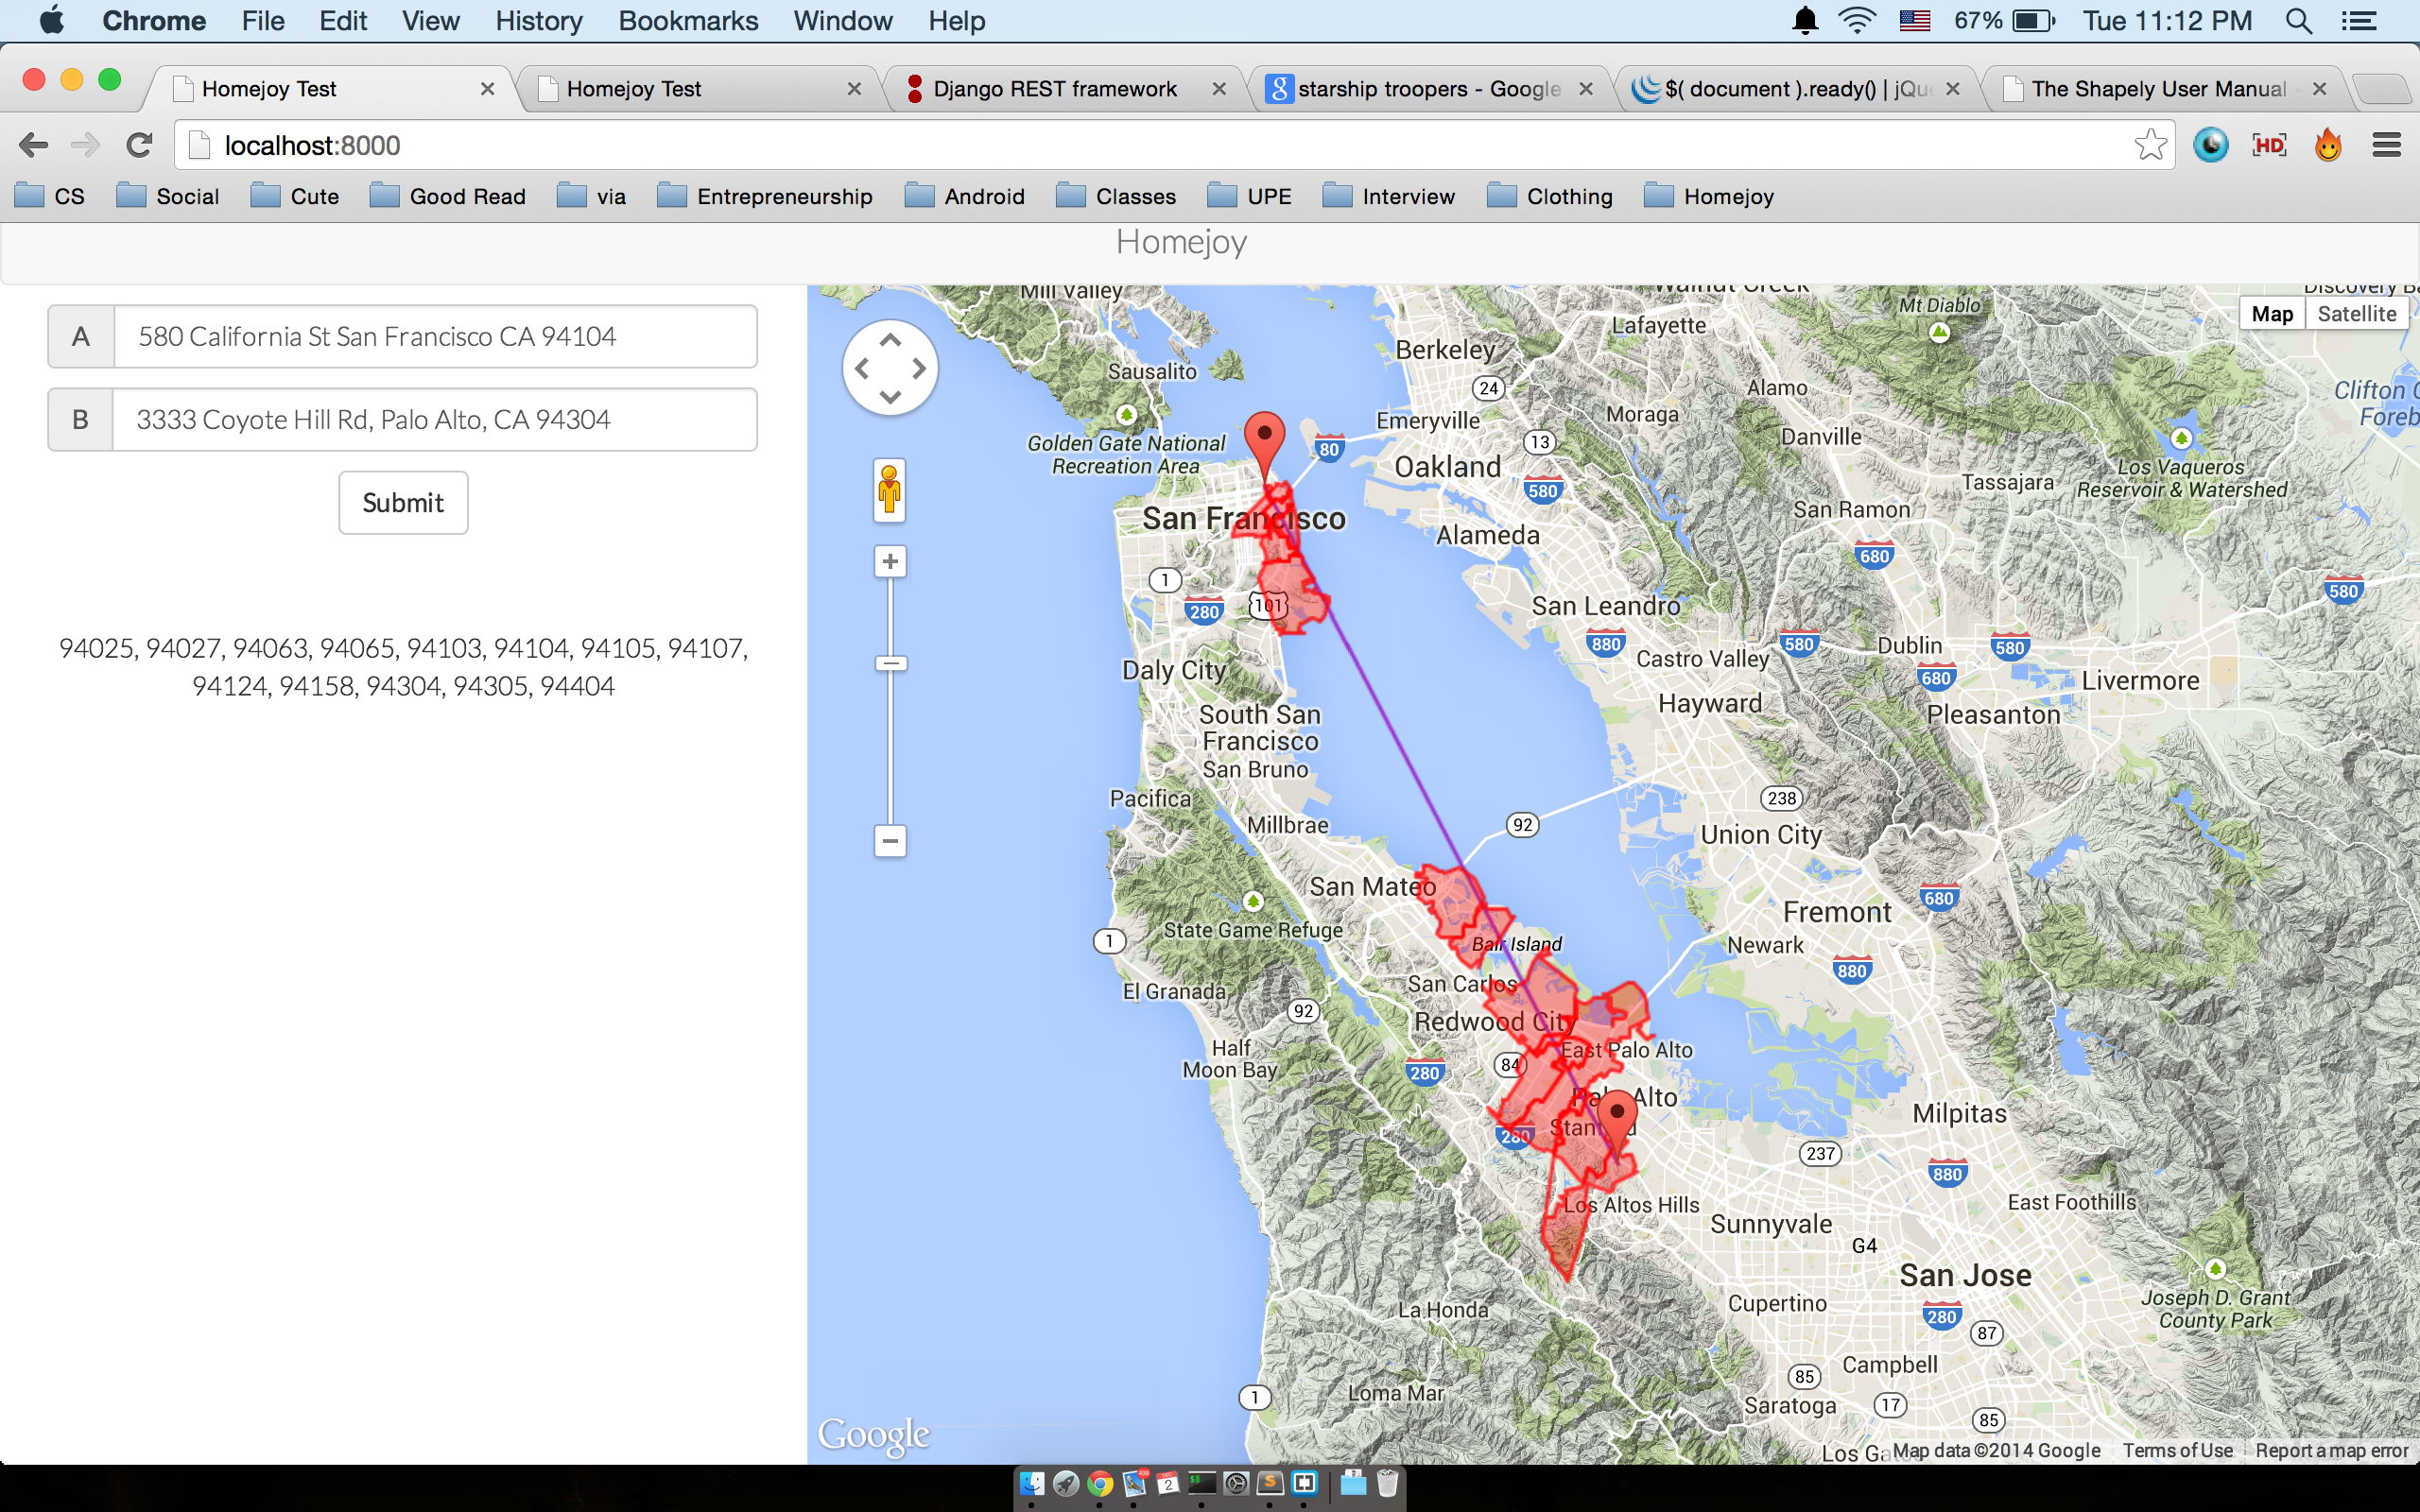 Chrome File Edit View History Bookmarks Window Help 67% Tue 11:12 PM
Homejoy Test Homejoy Test Django REST framework starship troopers - Google $( document ).ready() | jQue The Shapely User Manual
localhost:8000
CS Social Cute Good Read via Entrepreneurship Android Classes UPE Interview Clothing Homejoy
Homejoy
A 580 California St San Francisco CA 94104
B 3333 Coyote Hill Rd, Palo Alto, CA 94304
Submit
94025, 94027, 94063, 94065, 94103, 94104, 94105, 94107,
94124, 94158, 94304, 94305, 94404
Map Satellite
Mill Valley
Walnut Creek
Mt Diablo
Lafayette
Berkeley
Sausalito
24
Alamo
Clifton C
Foreb
Emeryville
Moraga
Golden Gate National
Recreation Area
80
13
Danville
Oakland
Los Vaqueros
Reservoir & Watershed
580
Tassajara
San Francisco
San Ramon
Alameda
680
1
580
280
101
San Leandro
880
Castro Valley
580
Dublin
580
Daly City
680
Livermore
Hayward
Pleasanton
South San
Francisco
San Bruno
Pacifica
238
Millbrae
92
Union City
San Mateo
680
Fremont
State Game Refuge
1
Bair Island
Newark
880
San Carlos
El Granada
92
Redwood City
Half
Moon Bay
East Palo Alto
84
280
Palo Alto
Milpitas
280
237
880
Los Altos Hills
East Foothills
Sunnyvale
G4
San Jose
La Honda
Cupertino
280
Joseph D. Grant
County Park
87
Campbell
85
Loma Mar
1
Saratoga
17
85
Google
Map data ©2014 Google Terms of Use Report a map error